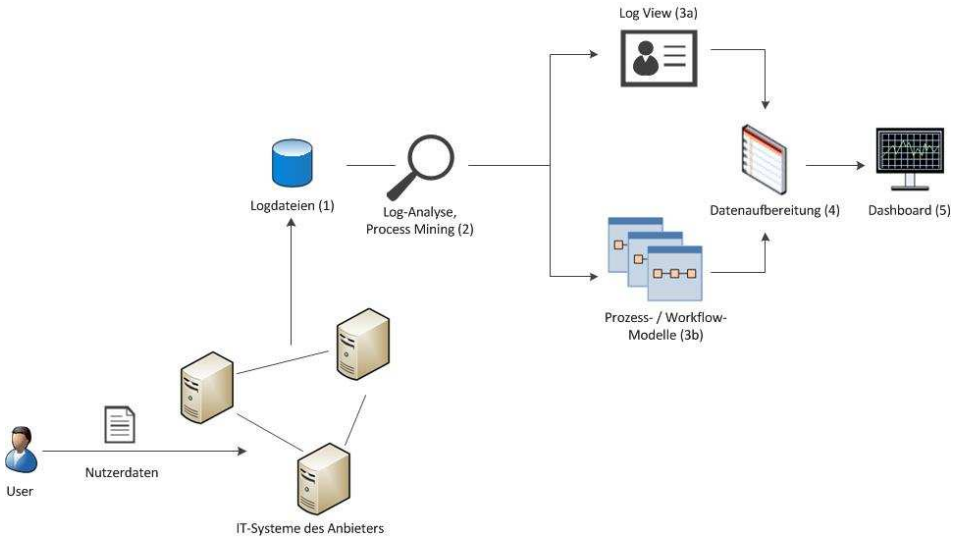 Log View (3a)
Logdateien (1)
Log-Analyse,
Process Mining (2)
Datenaufbereitung (4)
Dashboard (5)
Prozess- / Workflow-
Modelle (3b)
Nutzerdaten
User
IT-Systeme des Anbieters